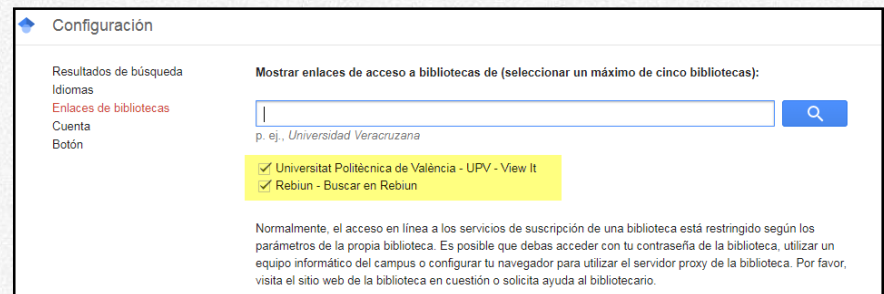 Configuración
Resultados de búsqueda
Idiomas
Enlaces de bibliotecas
Cuenta
Botón
Mostrar enlaces de acceso a bibliotecas de (seleccionar un máximo de cinco bibliotecas):
p. ej., Universidad Veracruzana
Universitat Politècnica de València - UPV - View It
Rebiun - Buscar en Rebiun
Normalmente, el acceso en línea a los servicios de suscripción de una biblioteca está restringido según los
parámetros de la propia biblioteca. Es posible que debas acceder con tu contraseña de la biblioteca, utilizar un
equipo informático del campus o configurar tu navegador para utilizar el servidor proxy de la biblioteca. Por favor,
visita el sitio web de la biblioteca en cuestión o solicita ayuda al bibliotecario.